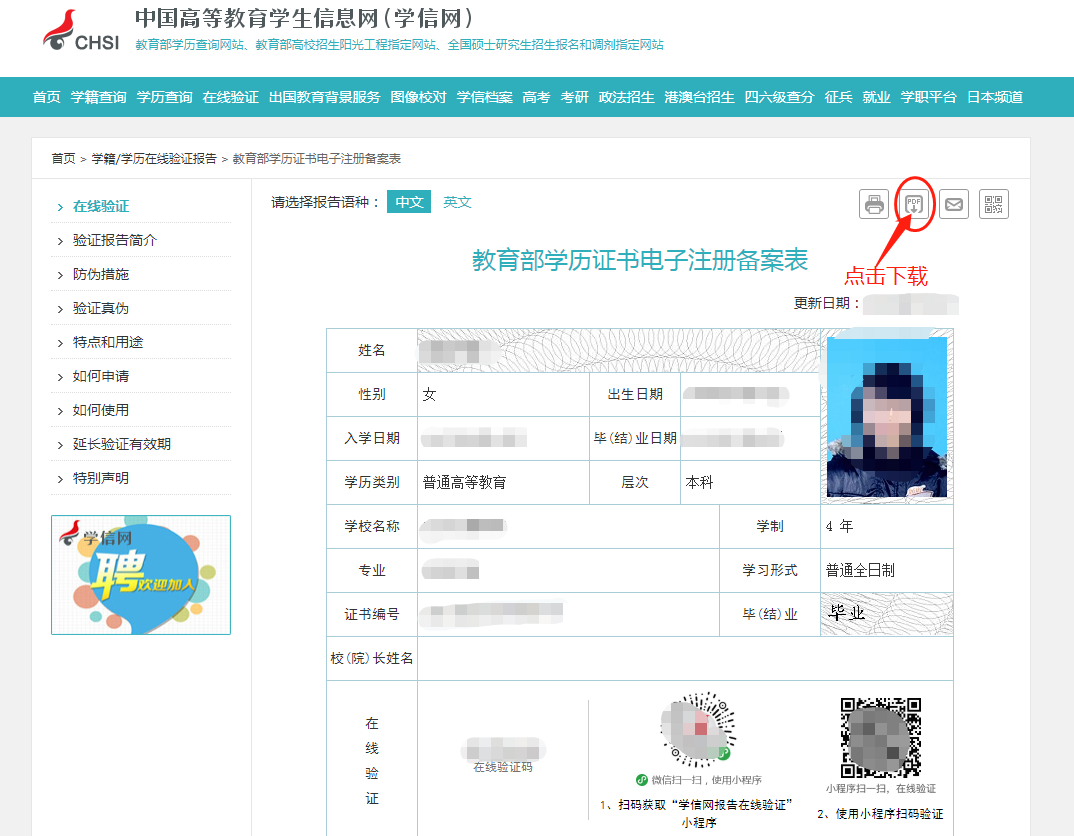 中国高等教育学生信息网(学信网)
CHSI
教育部学历查询网站、教育部高校招生阳光工程指定网站、全国硕士研究生招生报名和调剂指定网站
首页 学籍查询 学历查询 在线验证 出国教育背景服务 图像校对 学信档案 高考 考研 政法招生 港澳台招生 四六级查分 征兵 就业 学职平台 日本频道
首页 > 学籍/学历在线验证报告 > 教育部学历证书电子注册备案表
> 在线验证
> 验证报告简介
> 防伪措施
> 验证真伪
> 特点和用途
> 如何申请
> 如何使用
> 延长验证有效期
> 特别声明
学信网
聘欢迎加入
请选择报告语种: 中文 英文
PDF
点击下载
教育部学历证书电子注册备案表
更新日期:
姓名
性别 女 出生日期
入学日期 毕(结)业日期
学历类别 普通高等教育 层次 本科
学校名称 学制 4 年
专业 学习形式 普通全日制
证书编号 毕(结)业 毕业
校(院)长姓名
在线验证
在线验证码
微信扫一扫,使用小程序
1、扫码获取“学信网报告在线验证”
小程序
小程序扫一扫,在线验证
2、使用小程序扫码验证